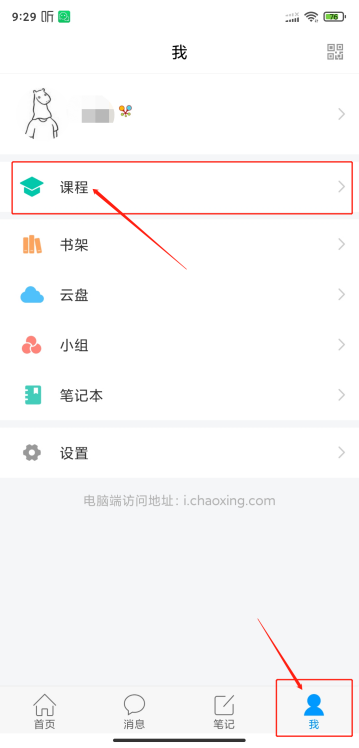 9:29 听
76
我
课程
书架
云盘
小组
笔记本
设置
电脑端访问地址：i.chaoxing.com
首页
消息
笔记
我